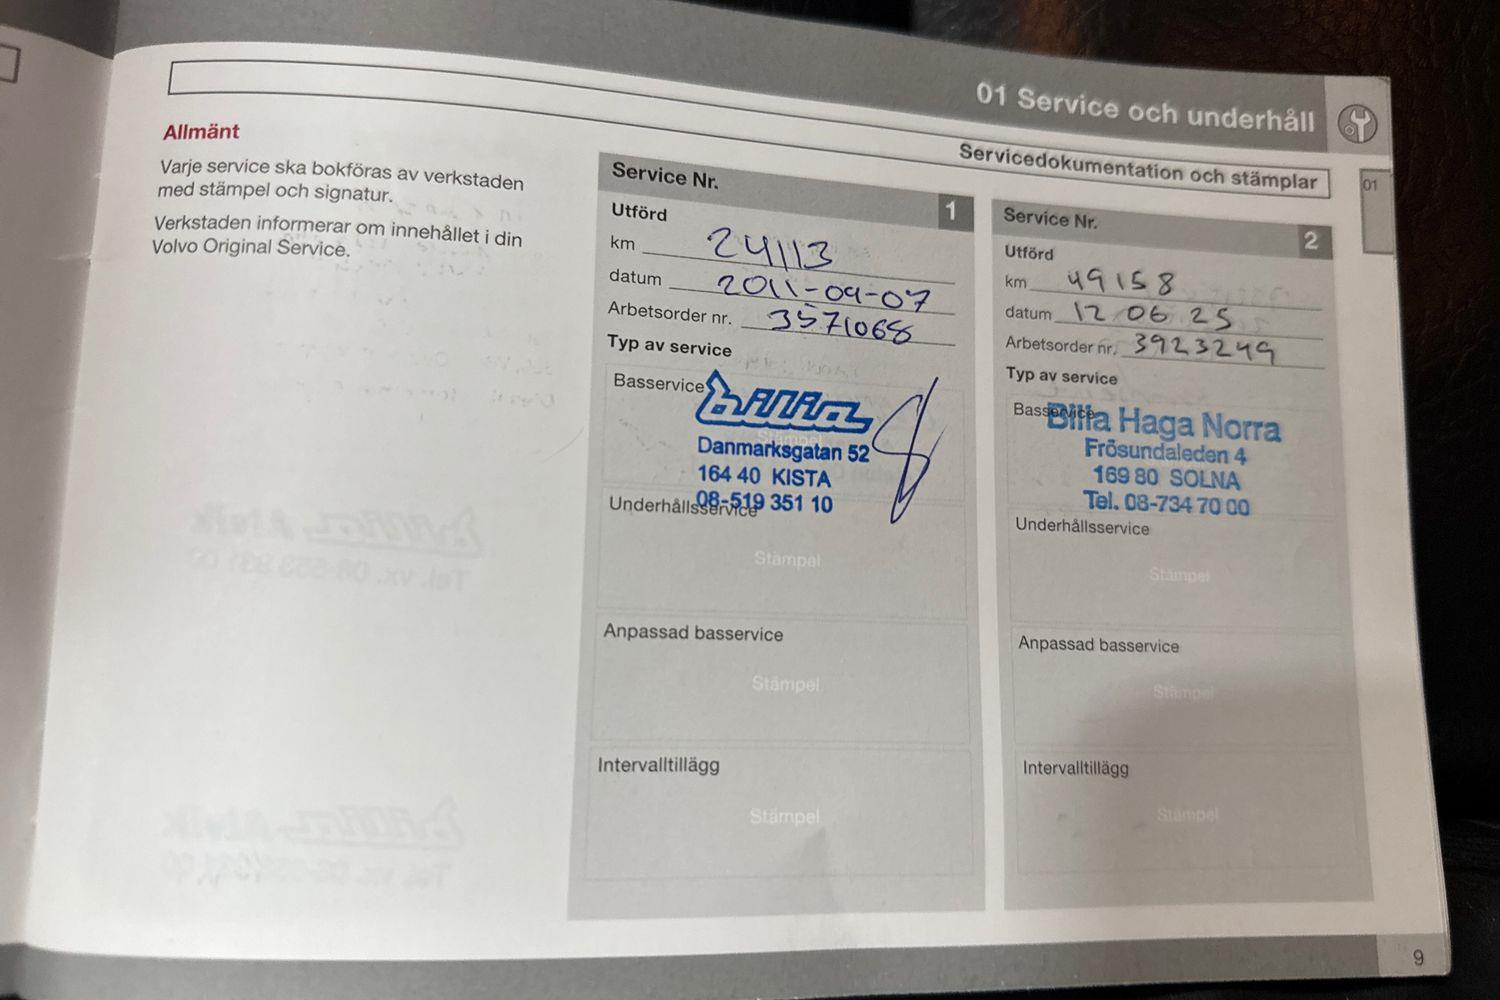 01 Service och underhåll
Servicedokumentation och stämplar
01
Allmänt
Varje service ska bokföras av verkstaden
med stämpel och signatur.
Verkstaden informerar om innehållet i din
Volvo Original Service.
Service Nr.
1
Utförd
km 24113
datum 2011-09-07
Arbetsorder nr. 3571068
Typ av service
Basservice
bilia
Stämpel
Danmarksgatan 52
164 40 KISTA
08-519 351 10
Underhållsservice
Stämpel
Anpassad basservice
Stämpel
Intervalltillägg
Stämpel
Service Nr.
2
Utförd
km 49158
datum 12 06 25
Arbetsorder nr. 3923249
Typ av service
Basservice
Bilia Haga Norra
Frösundaleden 4
169 80 SOLNA
Tel. 08-734 70 00
Underhållsservice
Stämpel
Anpassad basservice
Stämpel
Intervalltillägg
Stämpel
9